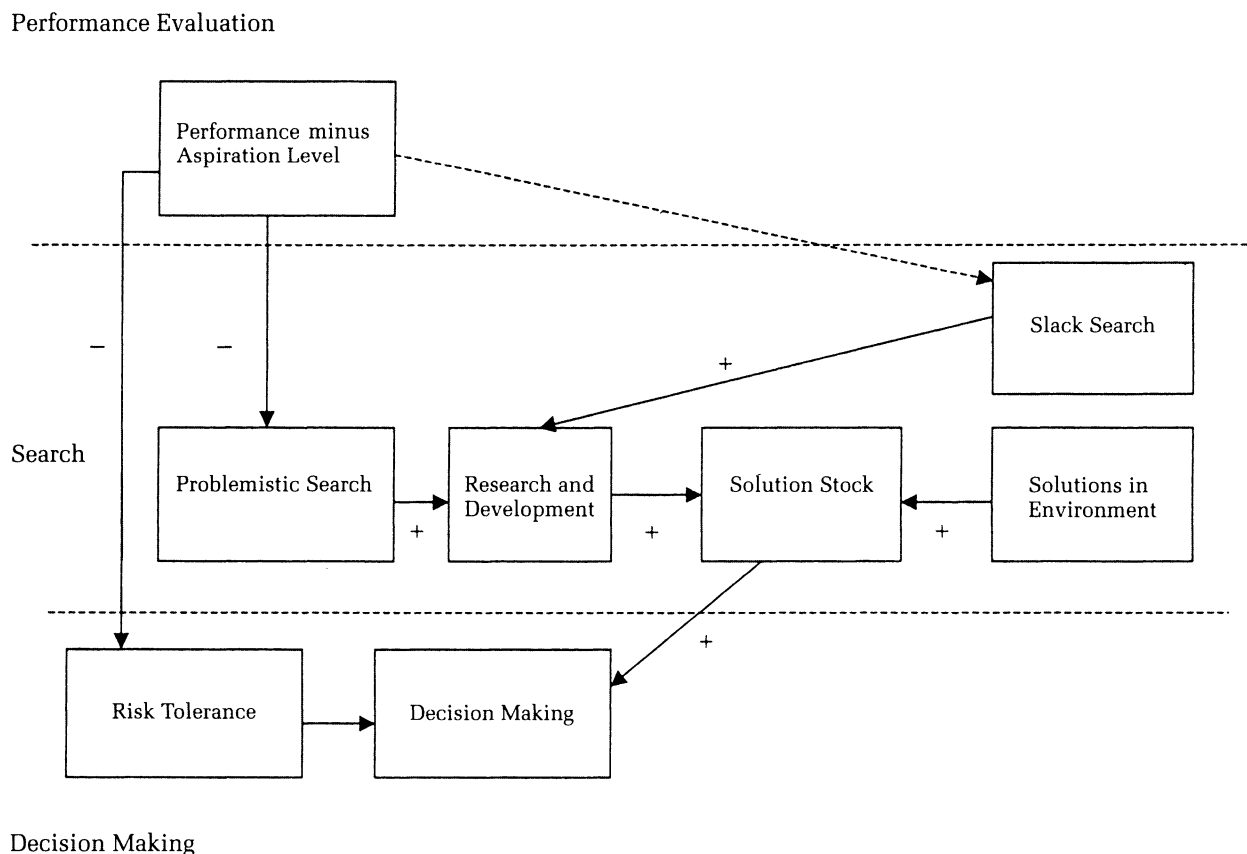 Performance Evaluation
Performance minus
Aspiration Level
Slack Search
−
−
+
Search
Problemistic Search
Research and
Development
Solution Stock
Solutions in
Environment
+
+
+
+
Risk Tolerance
Decision Making
Decision Making